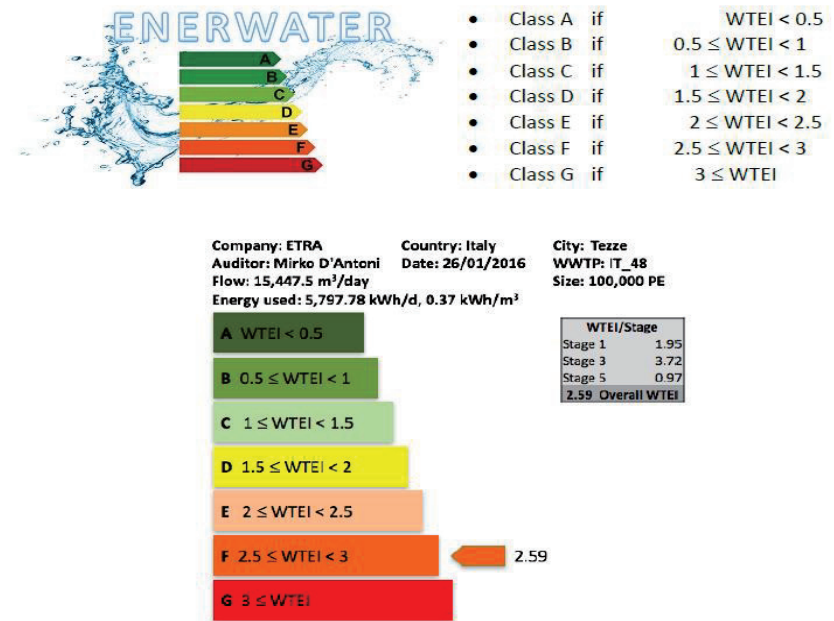 ENERWATER
A
B
C
D
E
F
G
• Class A if WTEI < 0.5
• Class B if 0.5 ≤ WTEI < 1
• Class C if 1 ≤ WTEI < 1.5
• Class D if 1.5 ≤ WTEI < 2
• Class E if 2 ≤ WTEI < 2.5
• Class F if 2.5 ≤ WTEI < 3
• Class G if 3 ≤ WTEI
Company: ETRA Country: Italy City: Tezze
Auditor: Mirko D'Antoni Date: 26/01/2016 WWTP: IT_48
Flow: 15,447.5 m³/day Size: 100,000 PE
Energy used: 5,797.78 kWh/d, 0.37 kWh/m³
A WTEI < 0.5
B 0.5 ≤ WTEI < 1
C 1 ≤ WTEI < 1.5
D 1.5 ≤ WTEI < 2
E 2 ≤ WTEI < 2.5
F 2.5 ≤ WTEI < 3
2.59
G 3 ≤ WTEI
WTEI/Stage
Stage 1 1.95
Stage 3 3.72
Stage 5 0.97
2.59 Overall WTEI